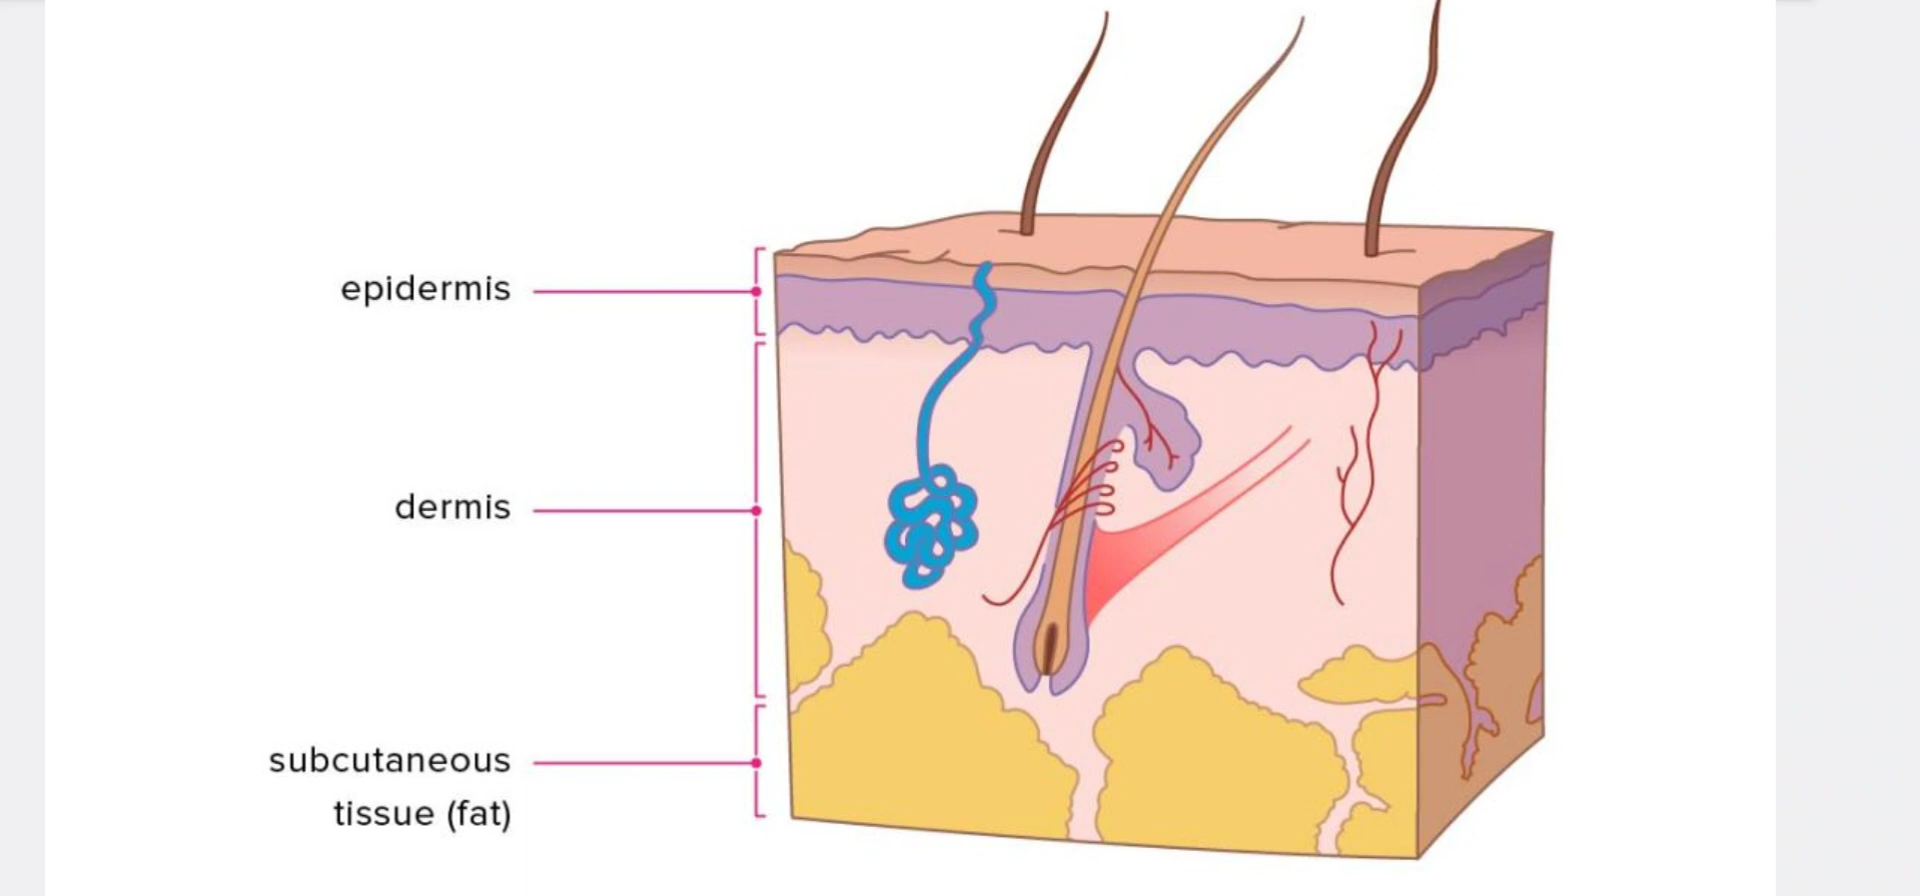 epidermis
dermis
subcutaneous
tissue (fat)